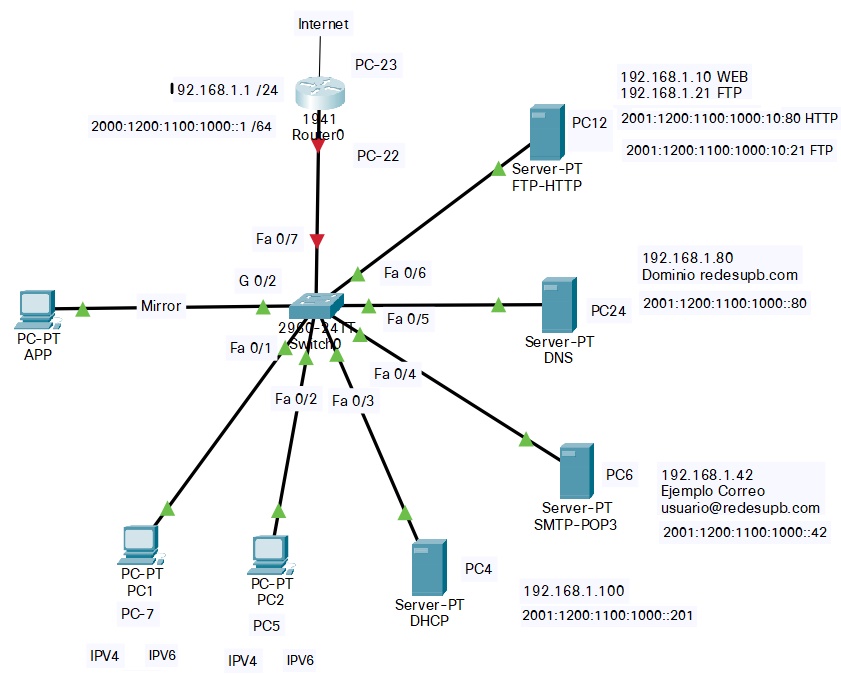 Internet
PC-23
192.168.1.1 /24
2000:1200:1100:1000::1 /64
1941
Router0
PC-22
192.168.1.10 WEB
192.168.1.21 FTP
2001:1200:1100:1000:10:80 HTTP
2001:1200:1100:1000:10:21 FTP
PC12
Server-PT
FTP-HTTP
Fa 0/7
Fa 0/6
G 0/2
Mirror
PC-PT
APP
2960-24TT
Switch0
Fa 0/5
192.168.1.80
Dominio redesupb.com
2001:1200:1100:1000::80
PC24
Server-PT
DNS
Fa 0/1
Fa 0/2
Fa 0/3
Fa 0/4
PC6
Server-PT
SMTP-POP3
192.168.1.42
Ejemplo Correo
usuario@redesupb.com
2001:1200:1100:1000::42
PC-PT
PC1
PC-7
IPV4
IPV6
PC-PT
PC2
PC5
IPV4
IPV6
PC4
Server-PT
DHCP
192.168.1.100
2001:1200:1100:1000::201